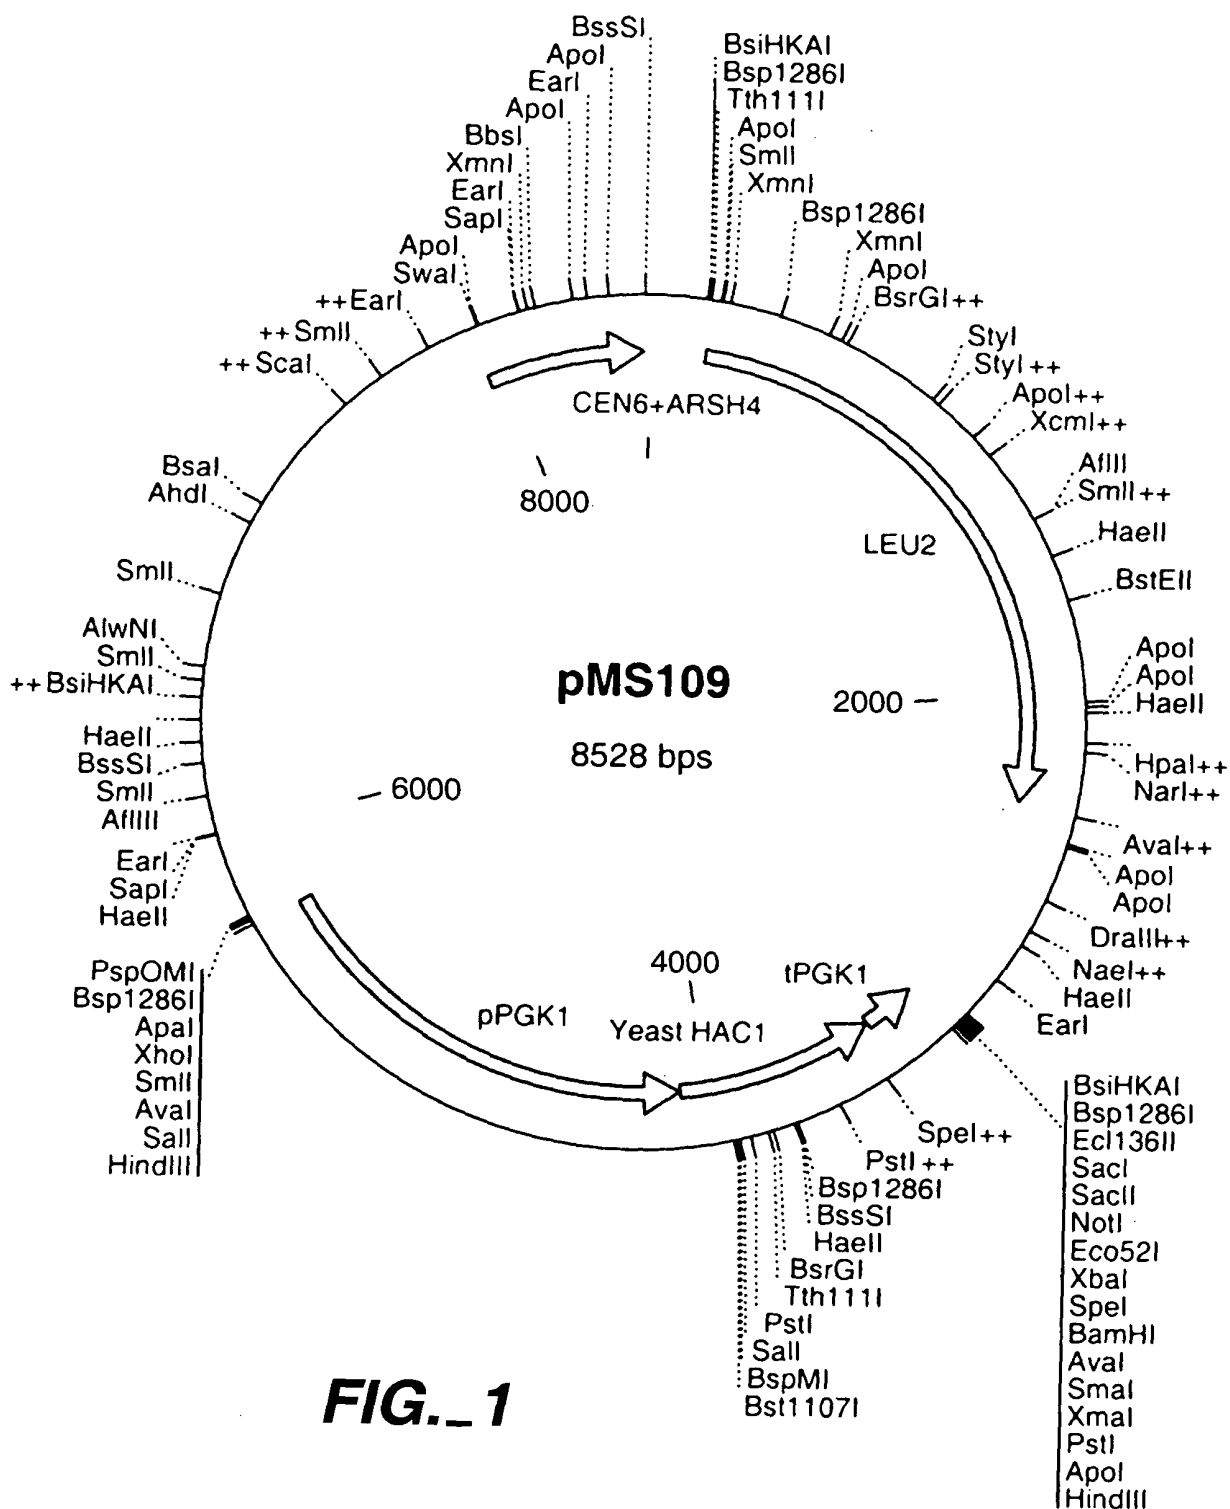 BssSI
ApoI
EarI
ApoI
BbsI
XmnI
EarI
SapI
ApoI
SwaI
++EarI
++SmlI
++ScaI
BsaI
AhdI
SmlI
AlwNI
SmlI
++BsiHKAI
HaeII
BssSI
SmlI
AflIII
EarI
SapI
HaeII
PspOMI
Bsp1286I
ApaI
XhoI
SmlI
AvaI
SalI
HindIII
BsiHKAI
Bsp1286I
Tth111I
ApoI
SmlI
XmnI
Bsp1286I
XmnI
ApoI
BsrGI++
StyI
StyI++
ApoI++
XcmI++
AflII
SmlI++
HaeII
BstEII
ApoI
ApoI
HaeII
HpaI++
NarI++
AvaI++
ApoI
ApoI
DraIII++
NaeI++
HaeII
EarI
BsiHKAI
Bsp1286I
Ecl136II
SacI
SacII
NotI
Eco52I
XbaI
SpeI
BamHI
AvaI
SmaI
XmaI
PstI
ApoI
HindIII
SpeI++
PstI++
Bsp1286I
BssSI
HaeII
BsrGI
Tth111I
PstI
SalI
BspMI
Bst1107I
CEN6+ARSH4
8000
LEU2
pMS109
8528 bps
2000
6000
4000
tPGK1
pPGK1
Yeast HAC1
FIG._1